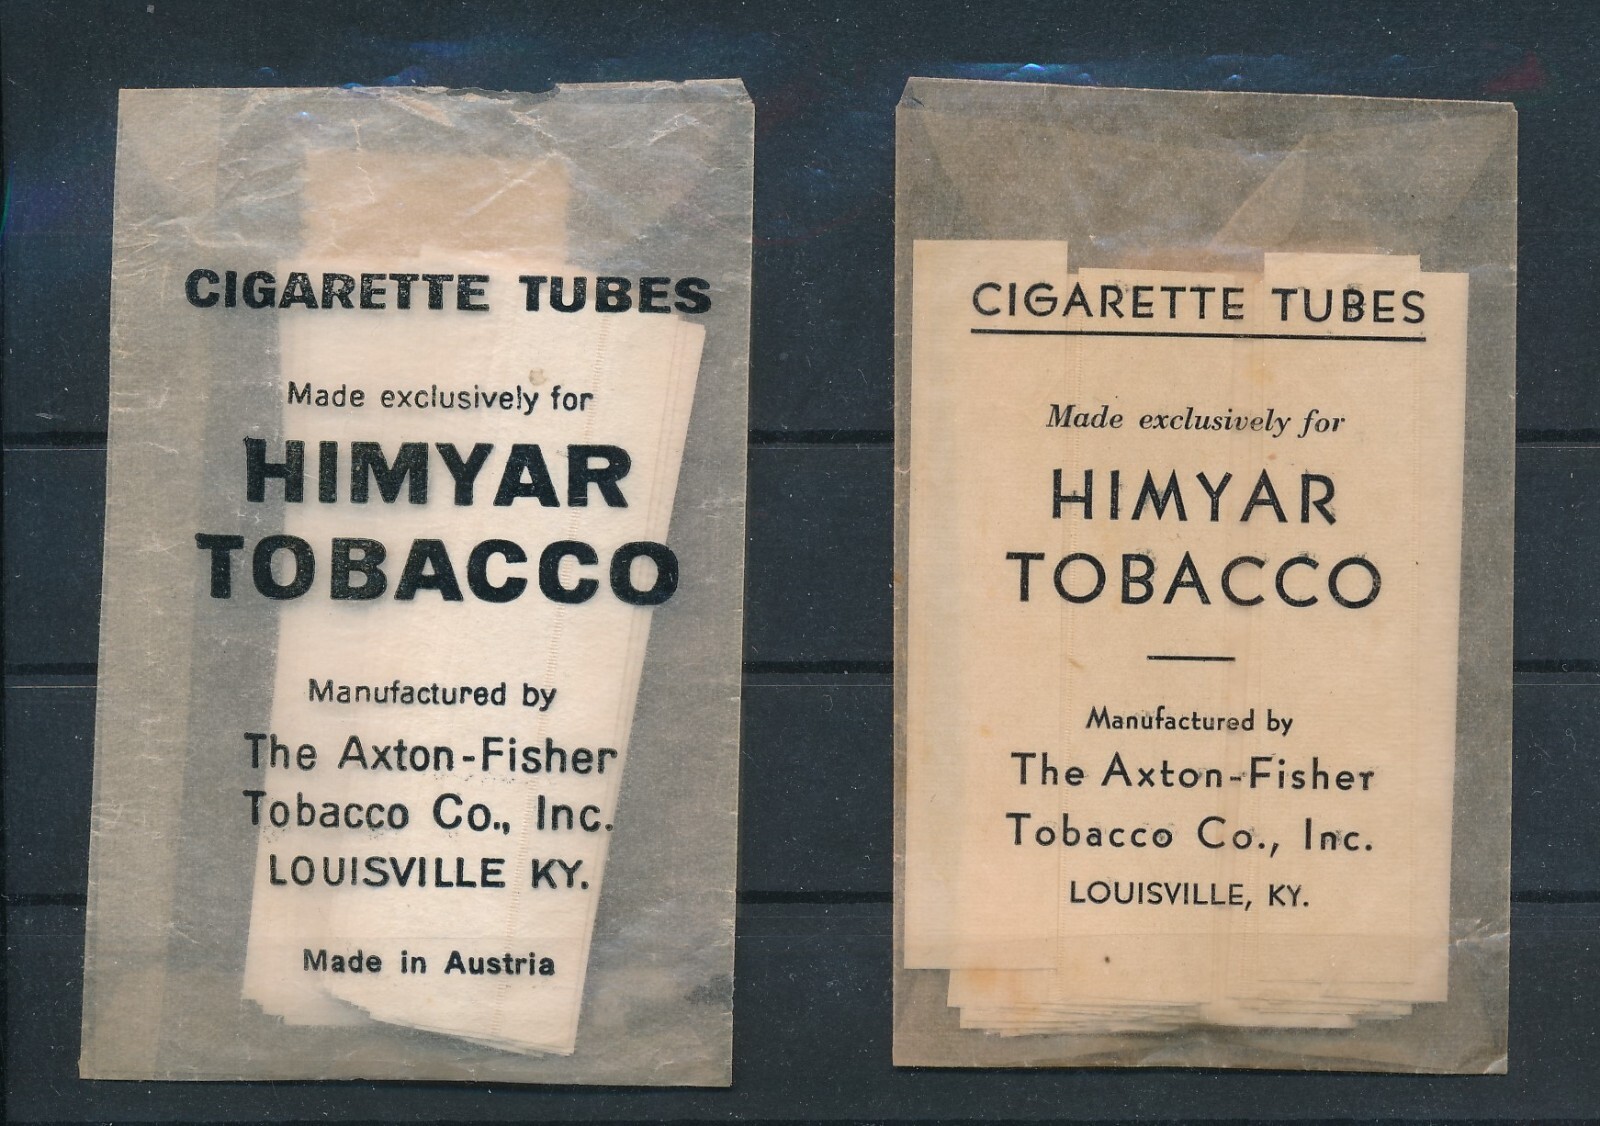 CIGARETTE TUBES
Made exclusively for
HIMYAR
TOBACCO
Manufactured by
The Axton-Fisher
Tobacco Co., Inc.
LOUISVILLE KY.
Made in Austria
CIGARETTE TUBES
Made exclusively for
HIMYAR
TOBACCO
Manufactured by
The Axton-Fisher
Tobacco Co., Inc.
LOUISVILLE, KY.